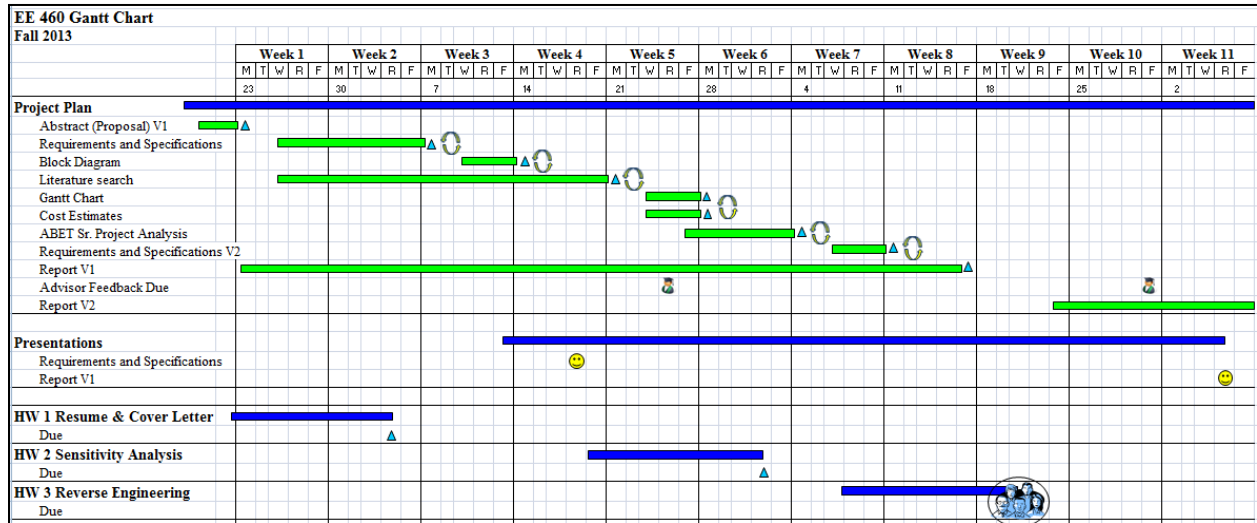 EE 460 Gantt Chart
Fall 2013
Week 1 Week 2 Week 3 Week 4 Week 5 Week 6 Week 7 Week 8 Week 9 Week 10 Week 11
M T W R F M T W R F M T W R F M T W R F M T W R F M T W R F M T W R F M T W R F M T W R F M T W R F M T W R F
23 30 7 14 21 28 4 11 18 25 2
Project Plan
Abstract (Proposal) V1
Requirements and Specifications
Block Diagram
Literature search
Gantt Chart
Cost Estimates
ABET Sr. Project Analysis
Requirements and Specifications V2
Report V1
Advisor Feedback Due
Report V2
Presentations
Requirements and Specifications
Report V1
HW 1 Resume & Cover Letter
Due
HW 2 Sensitivity Analysis
Due
HW 3 Reverse Engineering
Due